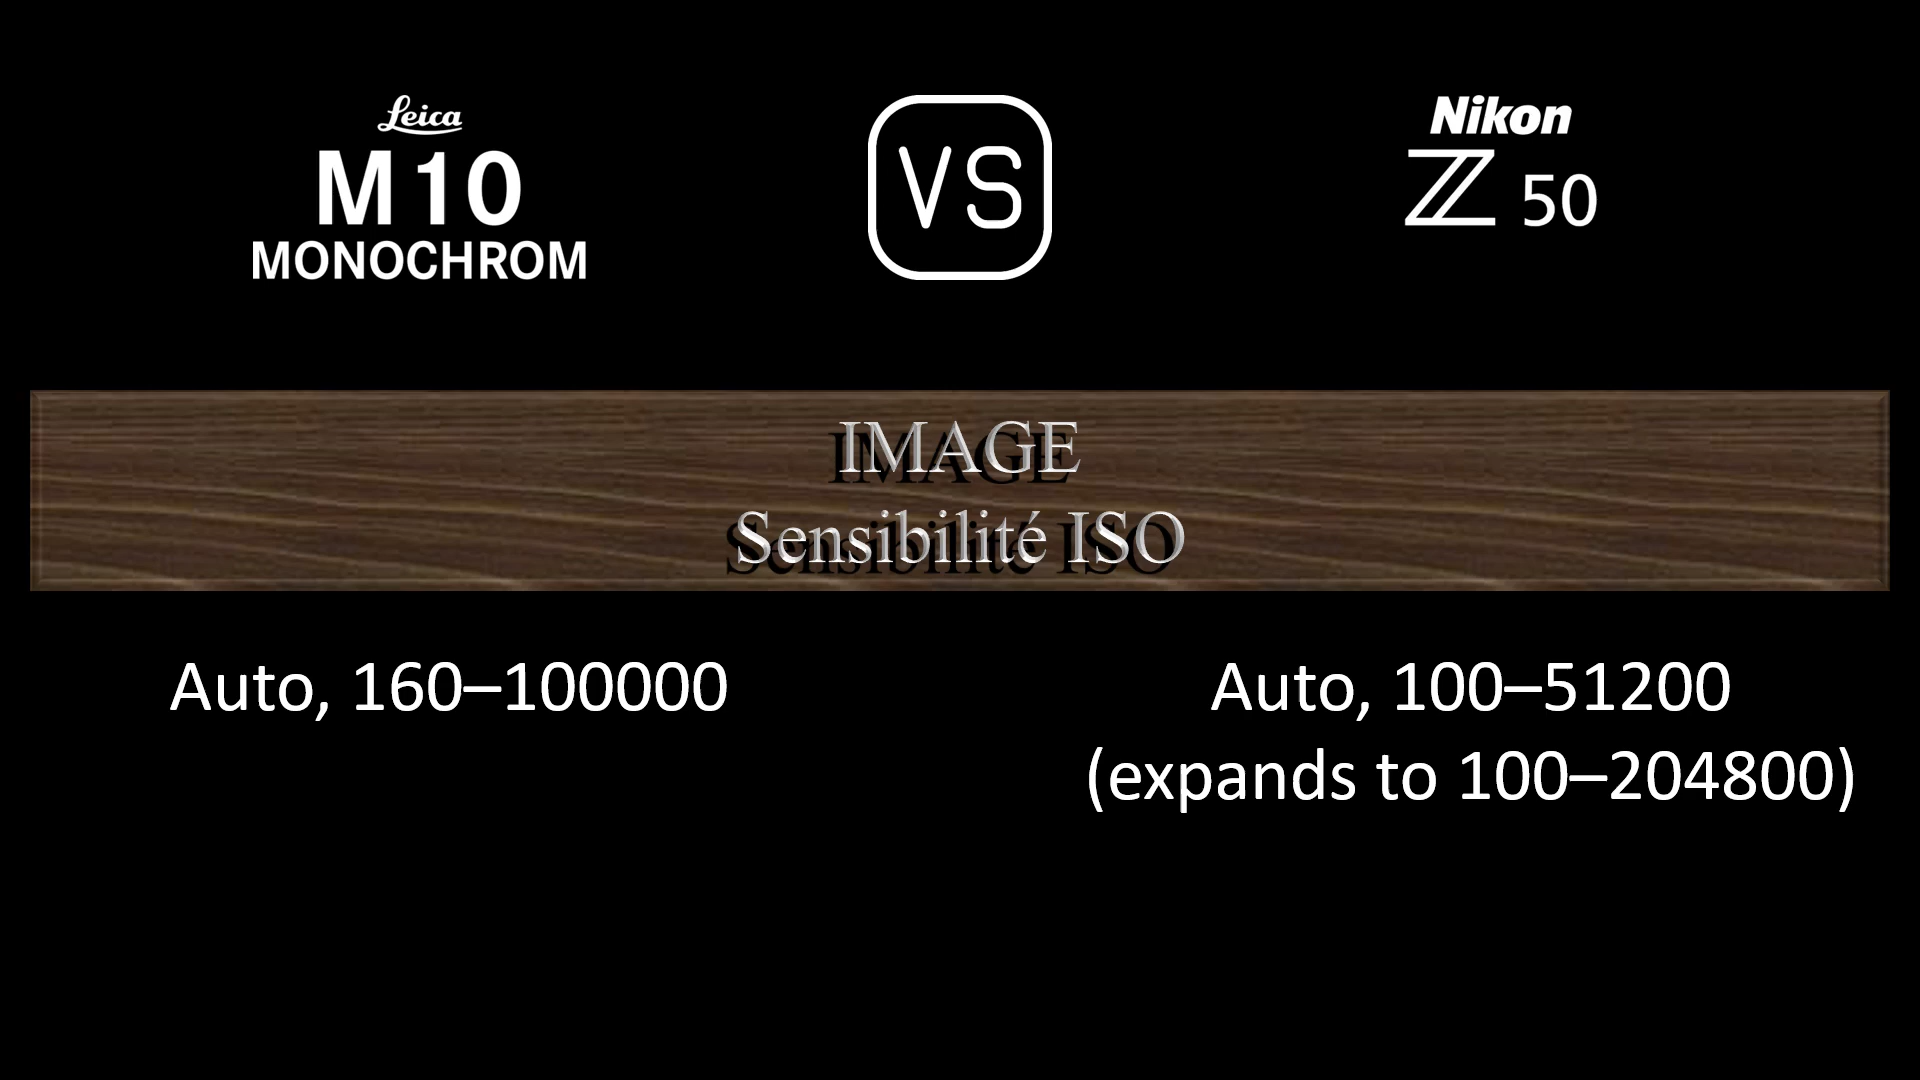 Leica
M10
MONOCHROM
VS
Nikon
Z 50
IMAGE
Sensibilité ISO
Auto, 160–100000
Auto, 100–51200
(expands to 100–204800)